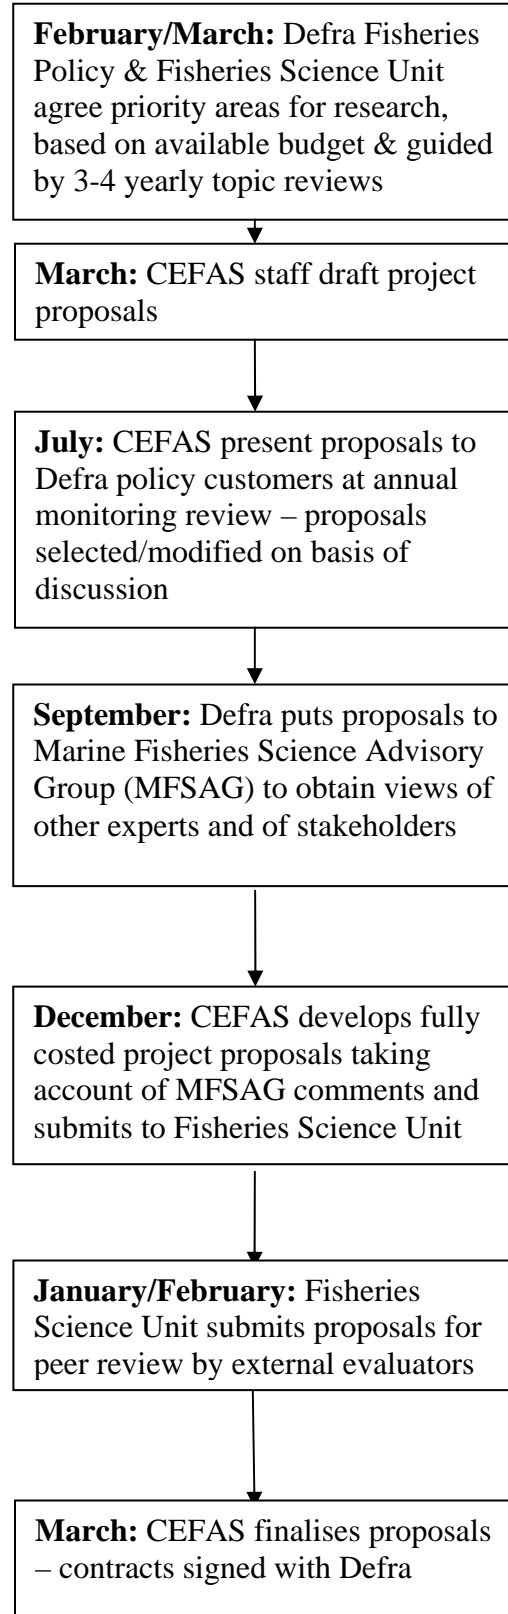 February/March: Defra Fisheries
Policy & Fisheries Science Unit
agree priority areas for research,
based on available budget & guided
by 3-4 yearly topic reviews
March: CEFAS staff draft project
proposals
July: CEFAS present proposals to
Defra policy customers at annual
monitoring review – proposals
selected/modified on basis of
discussion
September: Defra puts proposals to
Marine Fisheries Science Advisory
Group (MFSAG) to obtain views of
other experts and of stakeholders
December: CEFAS develops fully
costed project proposals taking
account of MFSAG comments and
submits to Fisheries Science Unit
January/February: Fisheries
Science Unit submits proposals for
peer review by external evaluators
March: CEFAS finalises proposals
– contracts signed with Defra